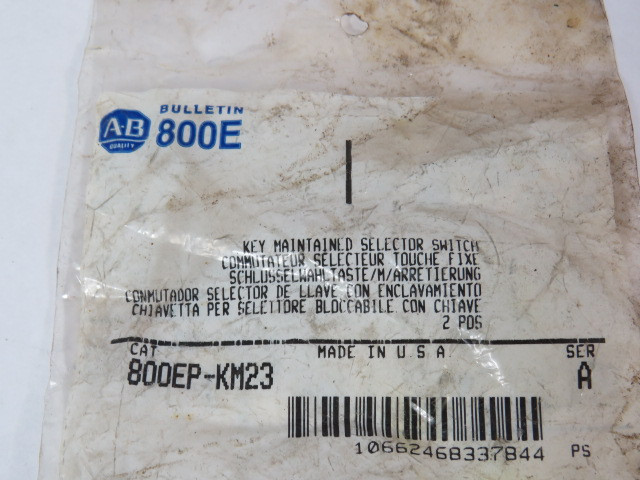 BULLETIN
A·B QUALITY 800E
KEY MAINTAINED SELECTOR SWITCH
COMMUTATEUR SELECTEUR TOUCHE FIXE
SCHLUSSELWAHLTASTE/M/ARRETIERUNG
CONMUTADOR SELECTOR DE LLAVE CON ENCLAVAMIENTO
CHIAVETTA PER SELETTORE BLOCCABILE CON CHIAVE
2 POS
CAT MADE IN U.S.A. SER
800EP-KM23 A
10662468337844 PS